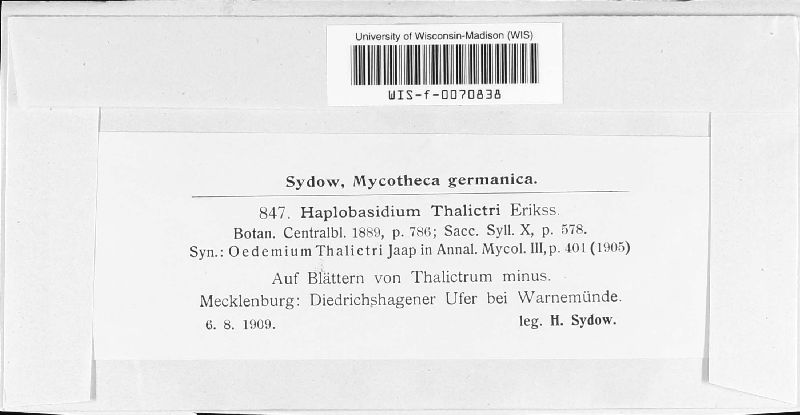 University of Wisconsin-Madison (WIS)
WIS-f-0070838
Sydow, Mycotheca germanica.
847. Haplobasidium Thalictri Erikss.
Botan. Centralbl. 1889, p. 786; Sacc. Syll. X, p. 578.
Syn.: Oedemium Thalictri Jaap in Annal. Mycol. III, p. 401 (1905)
Auf Blättern von Thalictrum minus.
Mecklenburg: Diedrichshagener Ufer bei Warnemünde.
6. 8. 1909. leg. H. Sydow.